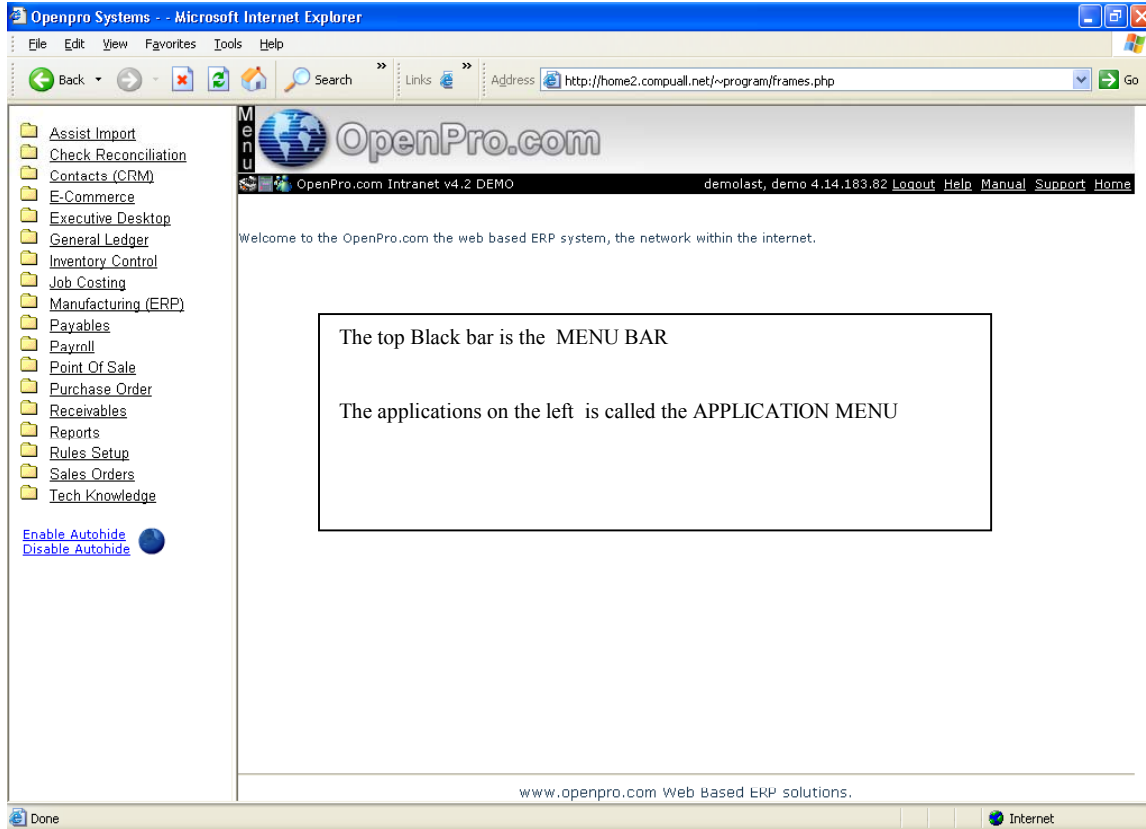 Openpro Systems - - Microsoft Internet Explorer
File Edit View Favorites Tools Help
Back Search » Links » Address http://home2.compuall.net/~program/frames.php Go
Assist Import
Check Reconciliation
Contacts (CRM)
E-Commerce
Executive Desktop
General Ledger
Inventory Control
Job Costing
Manufacturing (ERP)
Payables
Payroll
Point Of Sale
Purchase Order
Receivables
Reports
Rules Setup
Sales Orders
Tech Knowledge
Enable Autohide
Disable Autohide
Menu
OpenPro.com
OpenPro.com Intranet v4.2 DEMO demolast, demo 4.14.183.82 Logout Help Manual Support Home
Welcome to the OpenPro.com the web based ERP system, the network within the internet.
The top Black bar is the MENU BAR
The applications on the left is called the APPLICATION MENU
www.openpro.com Web Based ERP solutions.
Done Internet